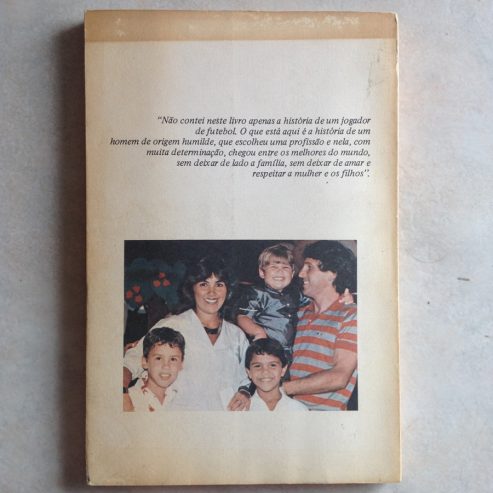 “Não contei neste livro apenas a história de um jogador
de futebol. O que está aqui é a história de um
homem de origem humilde, que escolheu uma profissão e nela, com
muita determinação, chegou entre os melhores do mundo,
sem deixar de lado a família, sem deixar de amar e
respeitar a mulher e os filhos”.